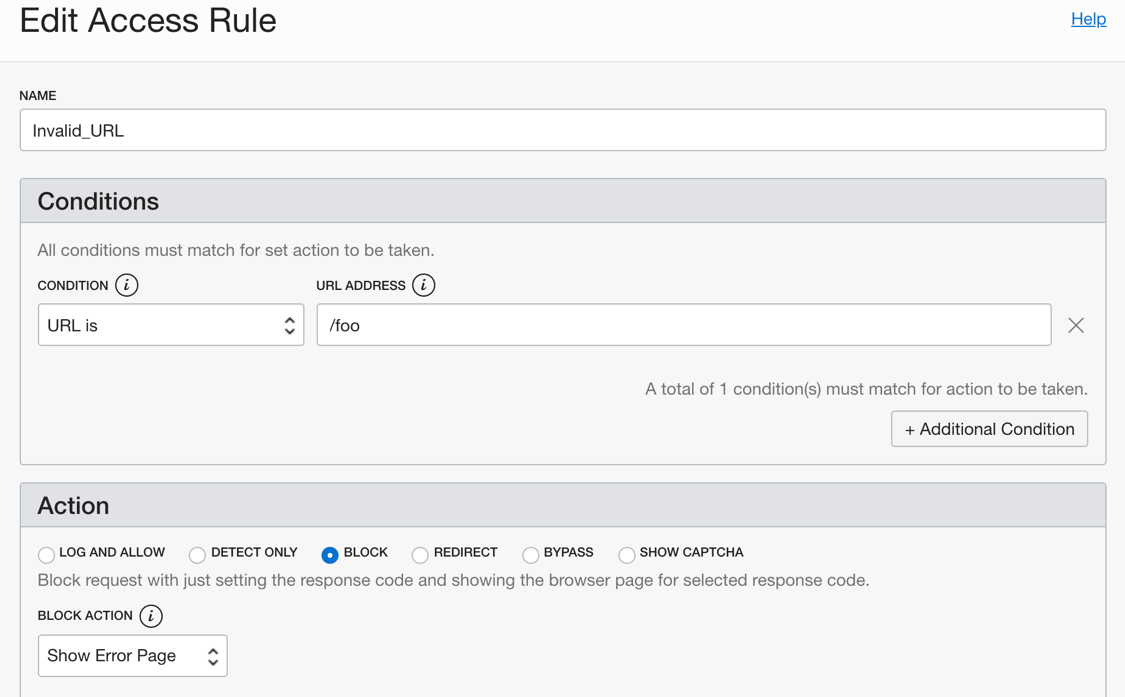 Edit Access Rule
Help
NAME
Invalid_URL
Conditions
All conditions must match for set action to be taken.
CONDITION i URL ADDRESS i
URL is /foo
A total of 1 condition(s) must match for action to be taken.
+ Additional Condition
Action
LOG AND ALLOW DETECT ONLY BLOCK REDIRECT BYPASS SHOW CAPTCHA
Block request with just setting the response code and showing the browser page for selected response code.
BLOCK ACTION i
Show Error Page